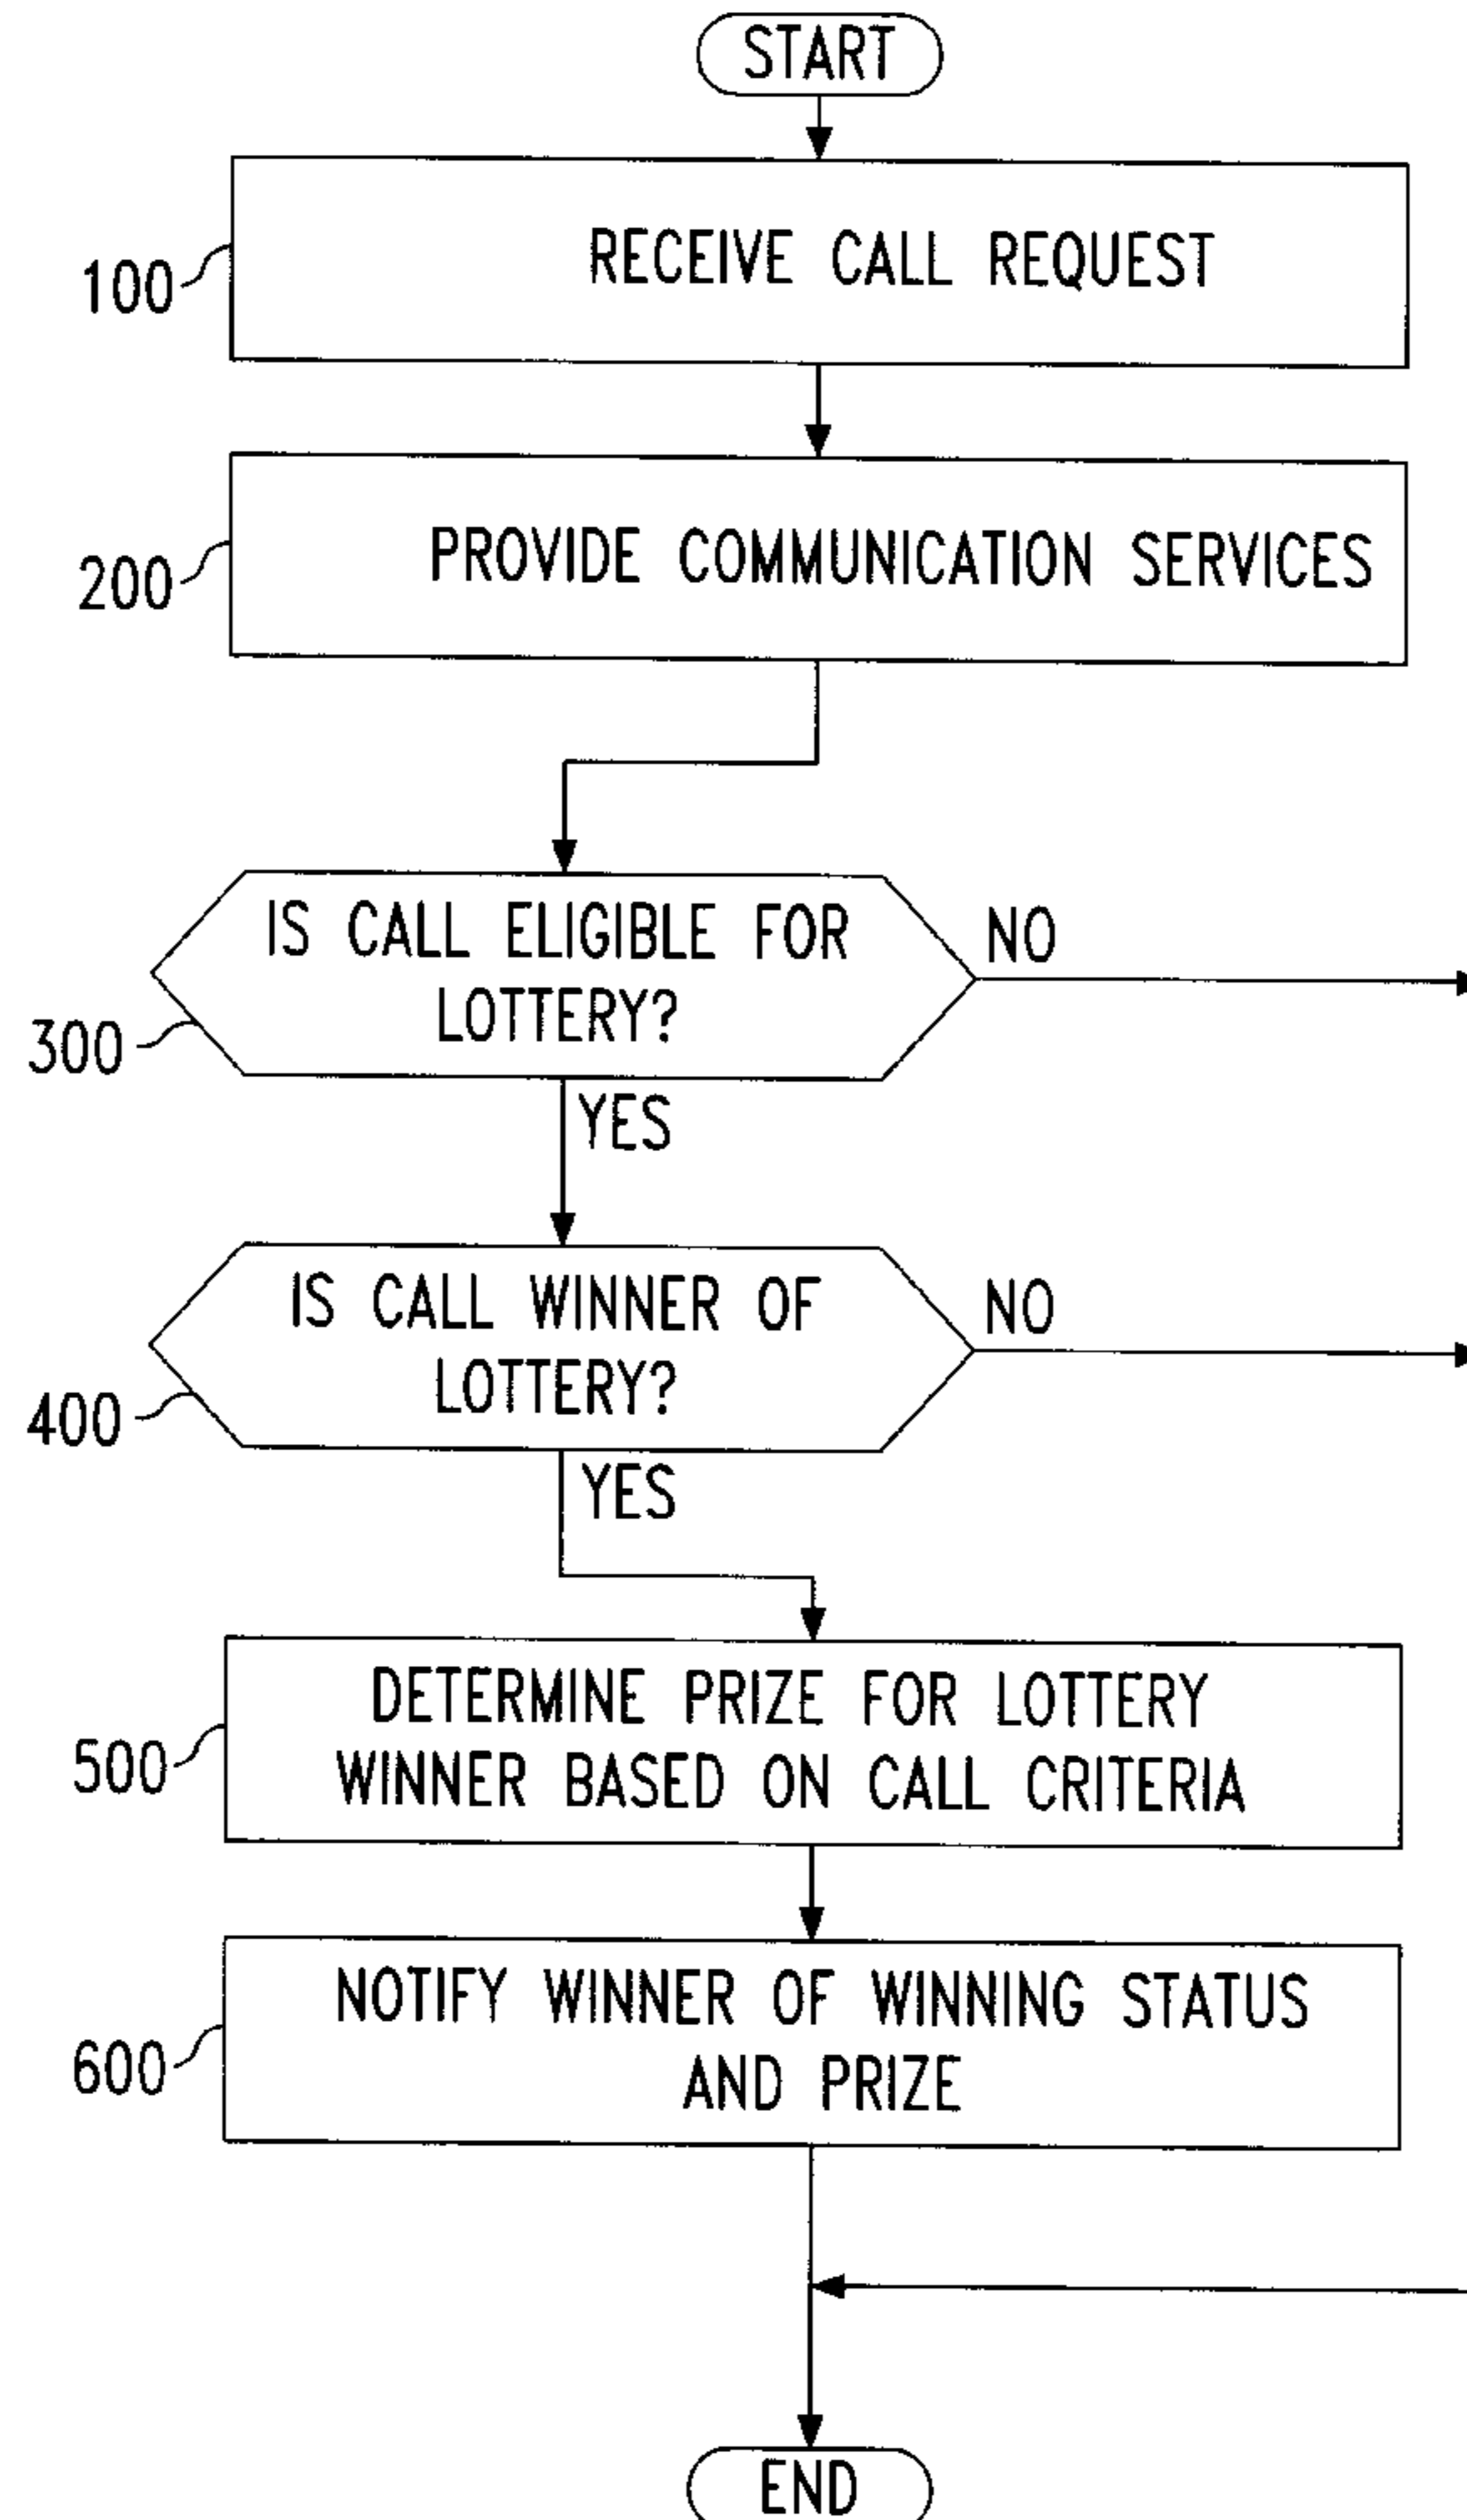 START
RECEIVE CALL REQUEST
100
PROVIDE COMMUNICATION SERVICES
200
IS CALL ELIGIBLE FOR
LOTTERY?
NO
300
YES
IS CALL WINNER OF
LOTTERY?
NO
400
YES
DETERMINE PRIZE FOR LOTTERY
WINNER BASED ON CALL CRITERIA
500
NOTIFY WINNER OF WINNING STATUS
AND PRIZE
600
END